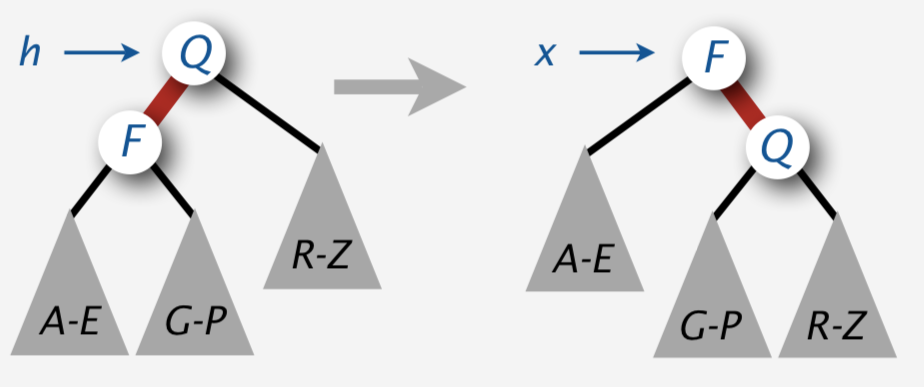 h
Q
F
A-E
G-P
R-Z
x
F
Q
A-E
G-P
R-Z